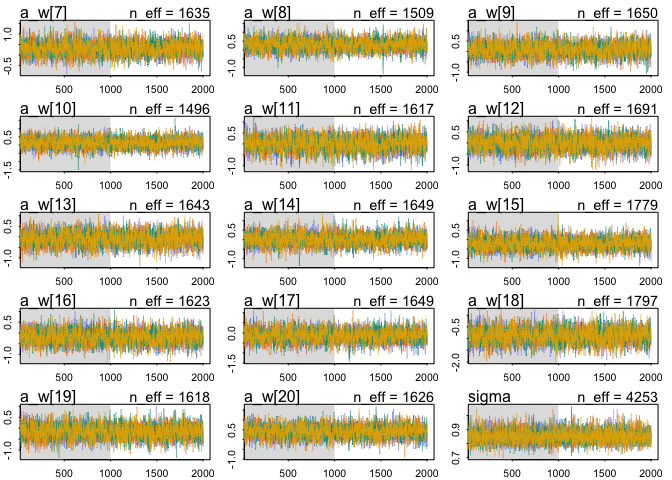 a_w[7] n_eff = 1635
a_w[8] n_eff = 1509
a_w[9] n_eff = 1650
-0.5 1.0
-1.0 0.5
-1.0 0.5
500 1000 1500 2000
500 1000 1500 2000
500 1000 1500 2000
a_w[10] n_eff = 1496
a_w[11] n_eff = 1617
a_w[12] n_eff = 1691
-1.5 0.5
-1.0 0.5
-1.0 0.5
500 1000 1500 2000
500 1000 1500 2000
500 1000 1500 2000
a_w[13] n_eff = 1643
a_w[14] n_eff = 1649
a_w[15] n_eff = 1779
-1.0 0.5
-1.0 0.5
-1.0 0.5
500 1000 1500 2000
500 1000 1500 2000
500 1000 1500 2000
a_w[16] n_eff = 1623
a_w[17] n_eff = 1649
a_w[18] n_eff = 1797
-1.0 0.5
-1.5 0.0
-2.0 -0.5
500 1000 1500 2000
500 1000 1500 2000
500 1000 1500 2000
a_w[19] n_eff = 1618
a_w[20] n_eff = 1626
sigma n_eff = 4253
-1.0 0.5
-1.0 0.5
0.7 0.9
500 1000 1500 2000
500 1000 1500 2000
500 1000 1500 2000